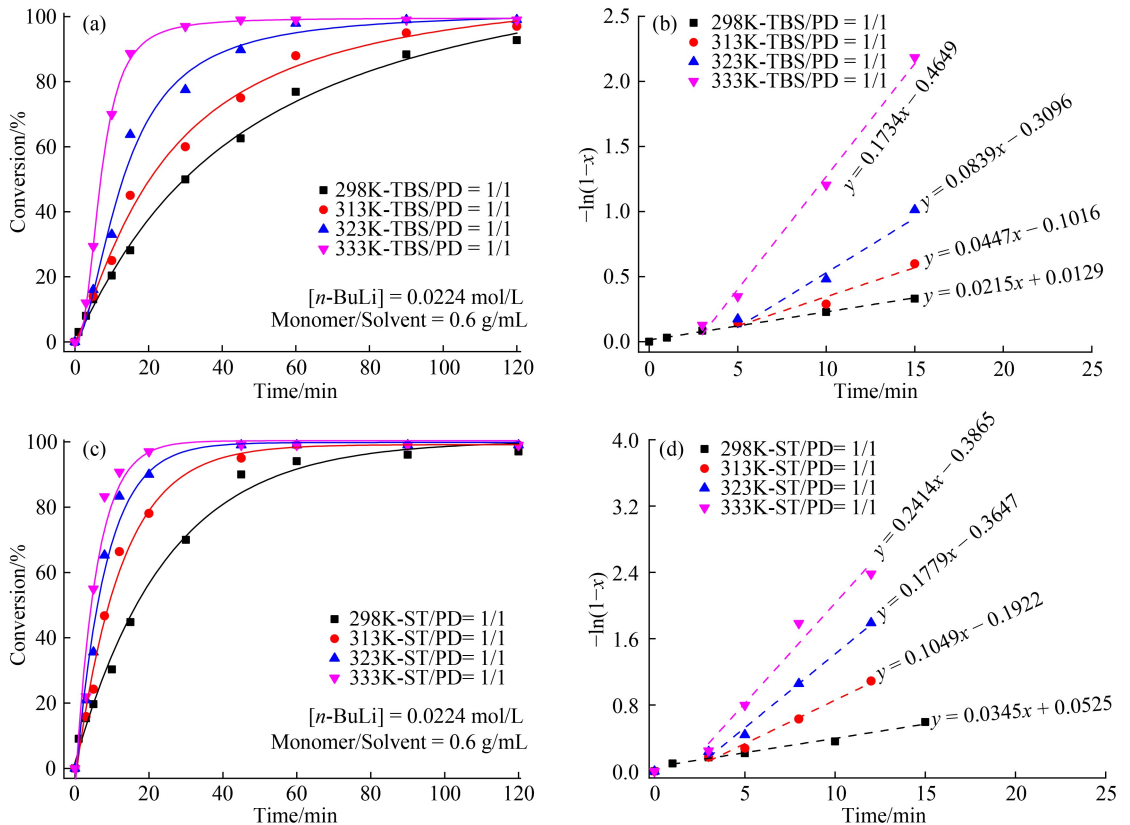 (a)
100
80
60
40
20
0
Conversion/%
298K-TBS/PD = 1/1
313K-TBS/PD = 1/1
323K-TBS/PD = 1/1
333K-TBS/PD = 1/1
[n-BuLi] = 0.0224 mol/L
Monomer/Solvent = 0.6 g/mL
0 20 40 60 80 100 120
Time/min
(b)
298K-TBS/PD = 1/1
313K-TBS/PD = 1/1
323K-TBS/PD = 1/1
333K-TBS/PD = 1/1
2.5
2.0
1.5
1.0
0.5
0.0
−ln(1−x)
y = 0.1734x − 0.4649
y = 0.0839x − 0.3096
y = 0.0447x − 0.1016
y = 0.0215x + 0.0129
0 5 10 15 20 25
Time/min
(c)
100
80
60
40
20
0
Conversion/%
298K-ST/PD= 1/1
313K-ST/PD= 1/1
323K-ST/PD= 1/1
333K-ST/PD= 1/1
[n-BuLi] = 0.0224 mol/L
Monomer/Solvent = 0.6 g/mL
0 20 40 60 80 100 120
Time/min
(d)
298K-ST/PD= 1/1
313K-ST/PD= 1/1
323K-ST/PD= 1/1
333K-ST/PD= 1/1
4.0
3.2
2.4
1.6
0.8
0.0
−ln(1−x)
y = 0.2414x − 0.3865
y = 0.1779x − 0.3647
y = 0.1049x − 0.1922
y = 0.0345x + 0.0525
0 5 10 15 20 25
Time/min